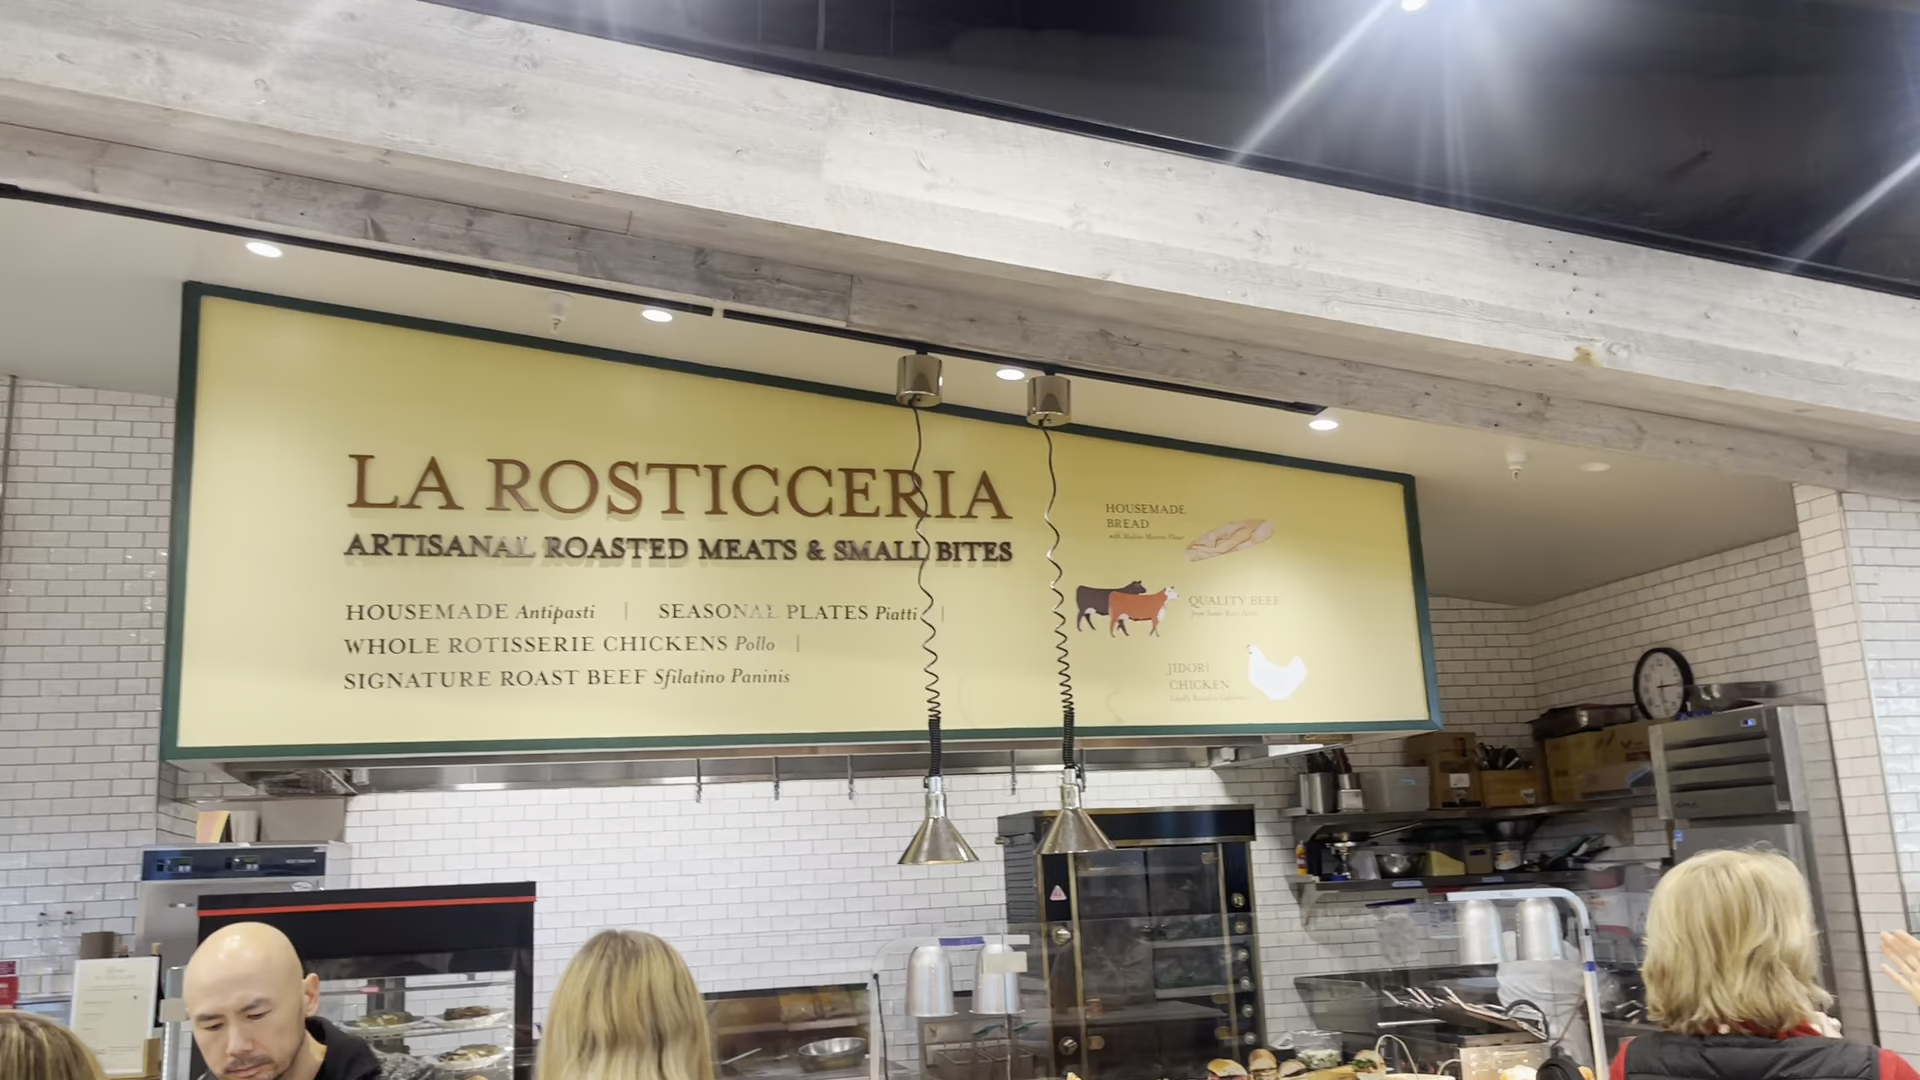 LA ROSTICCERIA
ARTISANAL ROASTED MEATS & SMALL BITES
HOUSEMADE Antipasti | SEASONAL PLATES Piatti |
WHOLE ROTISSERIE CHICKENS Pollo |
SIGNATURE ROAST BEEF Sfilatino Paninis
HOUSEMADE
BREAD
QUALITY BEEF
JIDORI
CHICKEN